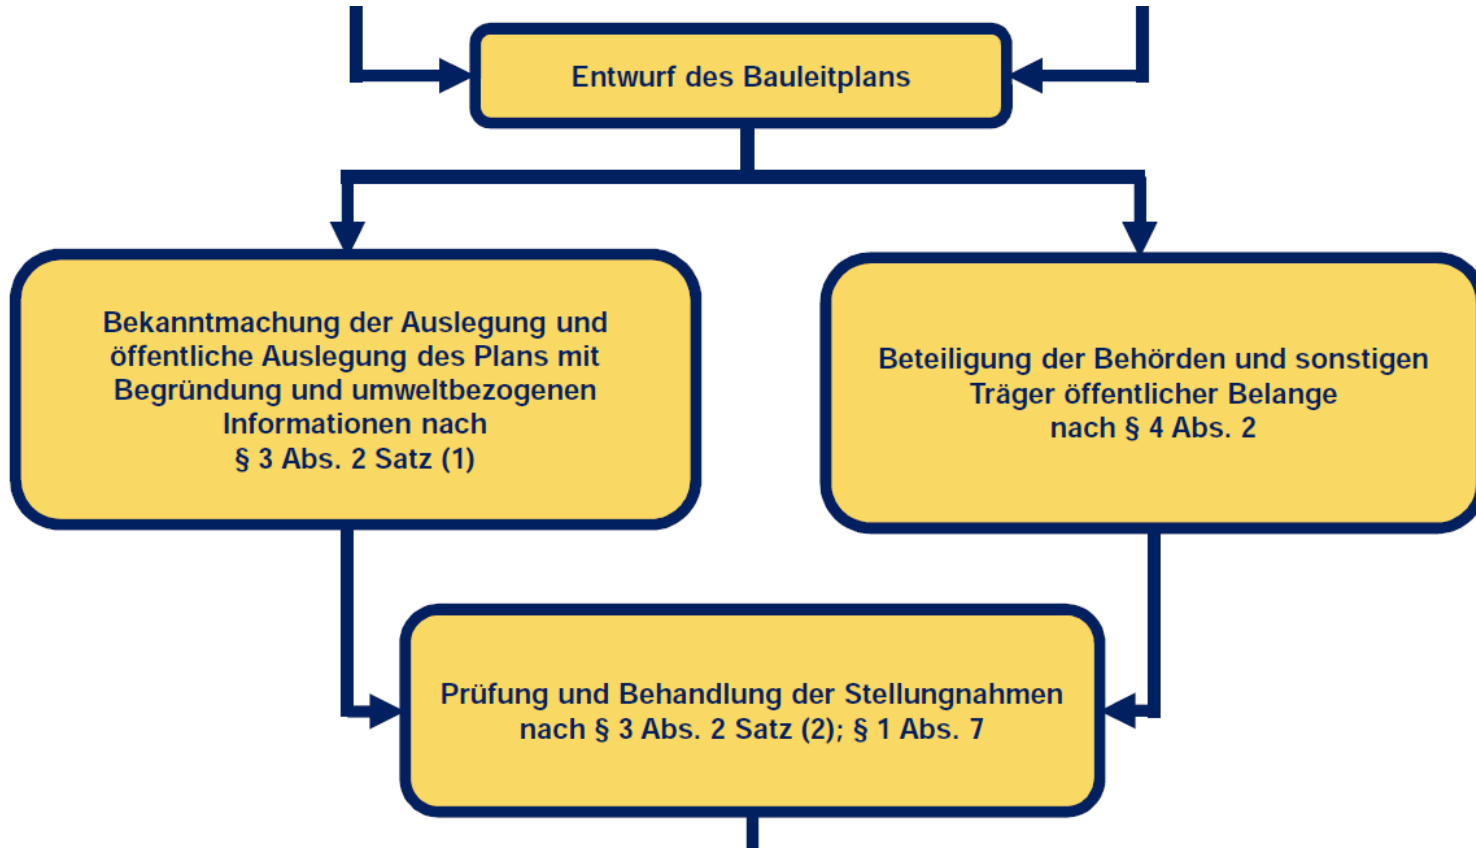 Entwurf des Bauleitplans
Bekanntmachung der Auslegung und
öffentliche Auslegung des Plans mit
Begründung und umweltbezogenen
Informationen nach
§ 3 Abs. 2 Satz (1)
Beteiligung der Behörden und sonstigen
Träger öffentlicher Belange
nach § 4 Abs. 2
Prüfung und Behandlung der Stellungnahmen
nach § 3 Abs. 2 Satz (2); § 1 Abs. 7